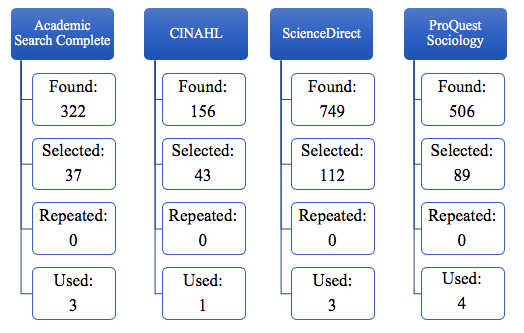 Academic
Search Complete
Found:
322
Selected:
37
Repeated:
0
Used:
3
CINAHL
Found:
156
Selected:
43
Repeated:
0
Used:
1
ScienceDirect
Found:
749
Selected:
112
Repeated:
0
Used:
3
ProQuest
Sociology
Found:
506
Selected:
89
Repeated:
0
Used:
4